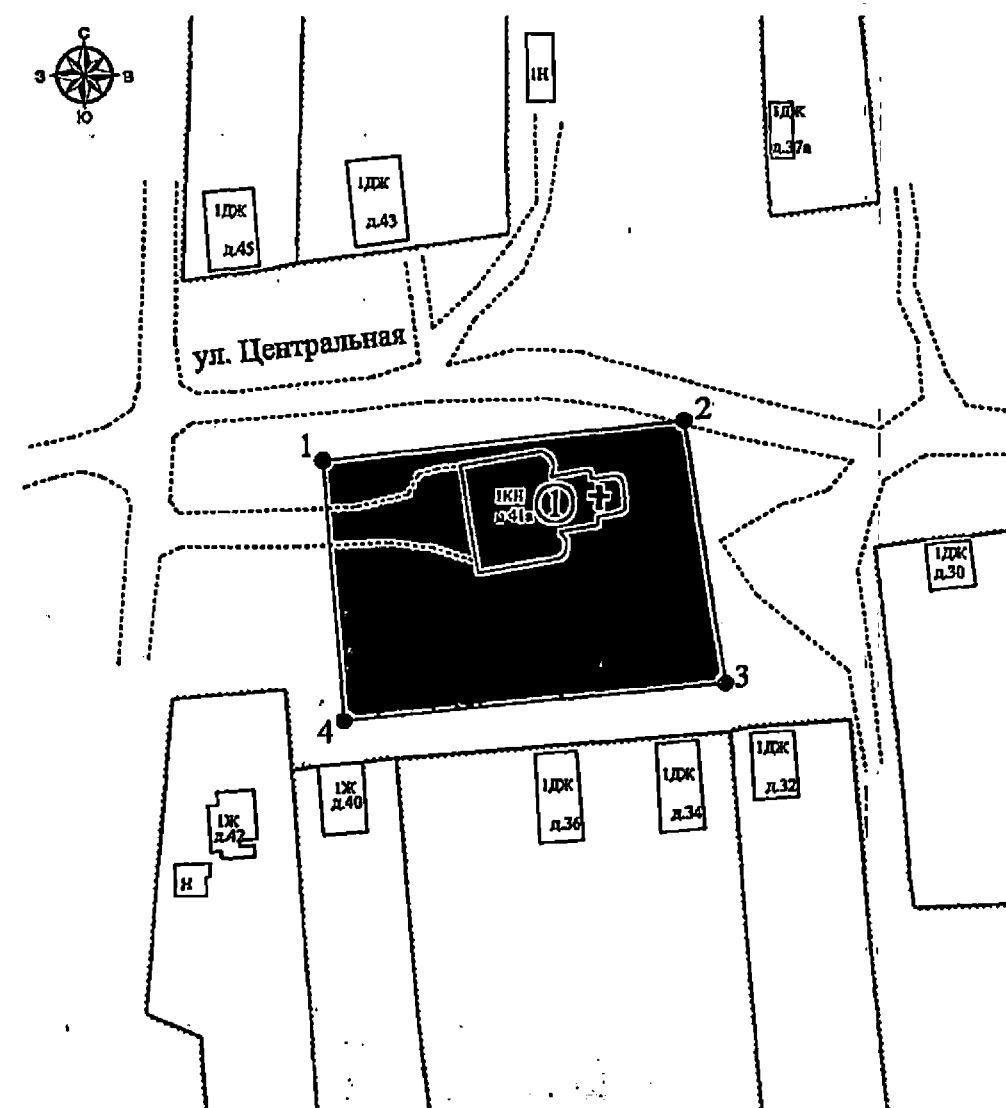 С
З В
Ю
1Н
1ДЖ
д.37а
1ДЖ
д.43
1ДЖ
д.45
ул. Центральная
1
2
1КН
д.41а
1
1ДЖ
д.30
3
4
1ДЖ
д.32
1Ж
д.40
1ДЖ
д.36
1ДЖ
д.34
1Ж
д.42
Н